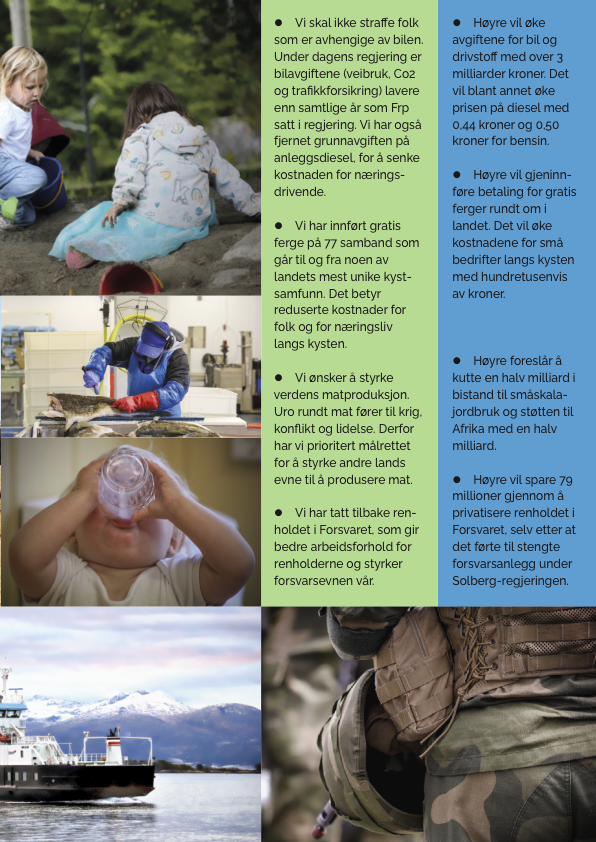 ● Vi skal ikke straffe folk
som er avhengige av bilen.
Under dagens regjering er
bilavgiftene (veibruk, Co2
og trafikkforsikring) lavere
enn samtlige år som Frp
satt i regjering. Vi har også
fjernet grunnavgiften på
anleggsdiesel, for å senke
kostnaden for nærings-
drivende.
● Vi har innført gratis
ferge på 77 samband som
går til og fra noen av
landets mest unike kyst-
samfunn. Det betyr
reduserte kostnader for
folk og for næringsliv
langs kysten.
● Vi ønsker å styrke
verdens matproduksjon.
Uro rundt mat fører til krig,
konflikt og lidelse. Derfor
har vi prioritert målrettet
for å styrke andre lands
evne til å produsere mat.
● Vi har tatt tilbake ren-
holdet i Forsvaret, som gir
bedre arbeidsforhold for
renholderne og styrker
forsvarsevnen vår.
● Høyre vil øke
avgiftene for bil og
drivstoff med over 3
milliarder kroner. Det
vil blant annet øke
prisen på diesel med
0,44 kroner og 0,50
kroner for bensin.
● Høyre vil gjeninn-
føre betaling for gratis
ferger rundt om i
landet. Det vil øke
kostnadene for små
bedrifter langs kysten
med hundretusenvis
av kroner.
● Høyre foreslår å
kutte en halv milliard i
bistand til småskala-
jordbruk og støtten til
Afrika med en halv
milliard.
● Høyre vil spare 79
millioner gjennom å
privatisere renholdet i
Forsvaret, selv etter at
det førte til stengte
forsvarsanlegg under
Solberg-regjeringen.